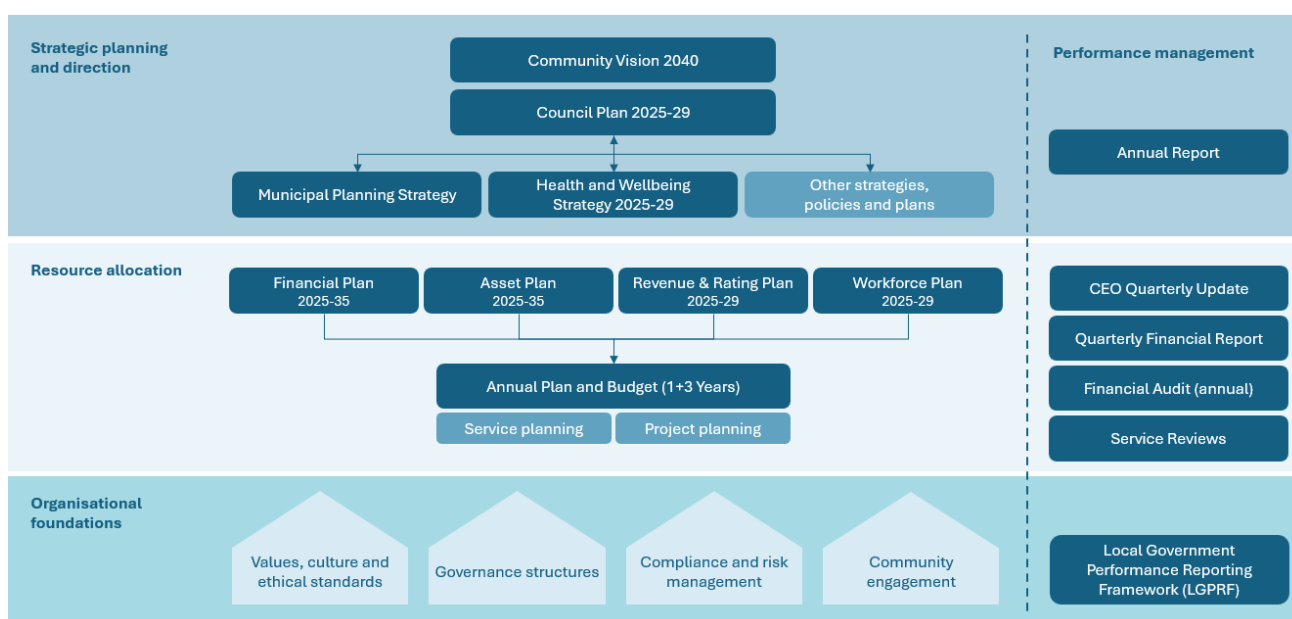 Strategic planning
and direction
Community Vision 2040
Council Plan 2025-29
Municipal Planning Strategy
Health and Wellbeing
Strategy 2025-29
Other strategies,
policies and plans
Performance management
Annual Report
Resource allocation
Financial Plan
2025-35
Asset Plan
2025-35
Revenue & Rating Plan
2025-29
Workforce Plan
2025-29
Annual Plan and Budget (1+3 Years)
Service planning
Project planning
CEO Quarterly Update
Quarterly Financial Report
Financial Audit (annual)
Service Reviews
Organisational
foundations
Values, culture and
ethical standards
Governance structures
Compliance and risk
management
Community
engagement
Local Government
Performance Reporting
Framework (LGPRF)